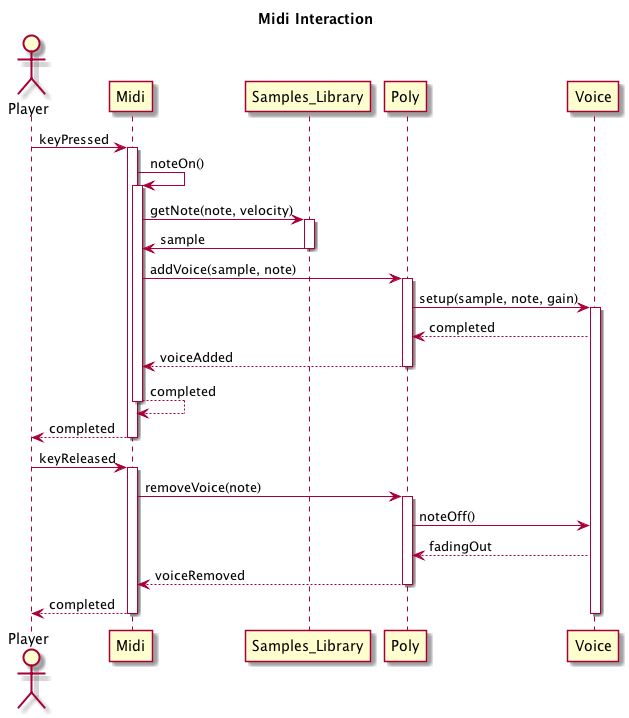 Midi Interaction
Player
Midi
Samples_Library
Poly
Voice
keyPressed
noteOn()
getNote(note, velocity)
sample
addVoice(sample, note)
setup(sample, note, gain)
completed
voiceAdded
completed
completed
keyReleased
removeVoice(note)
noteOff()
fadingOut
voiceRemoved
completed
Player
Midi
Samples_Library
Poly
Voice